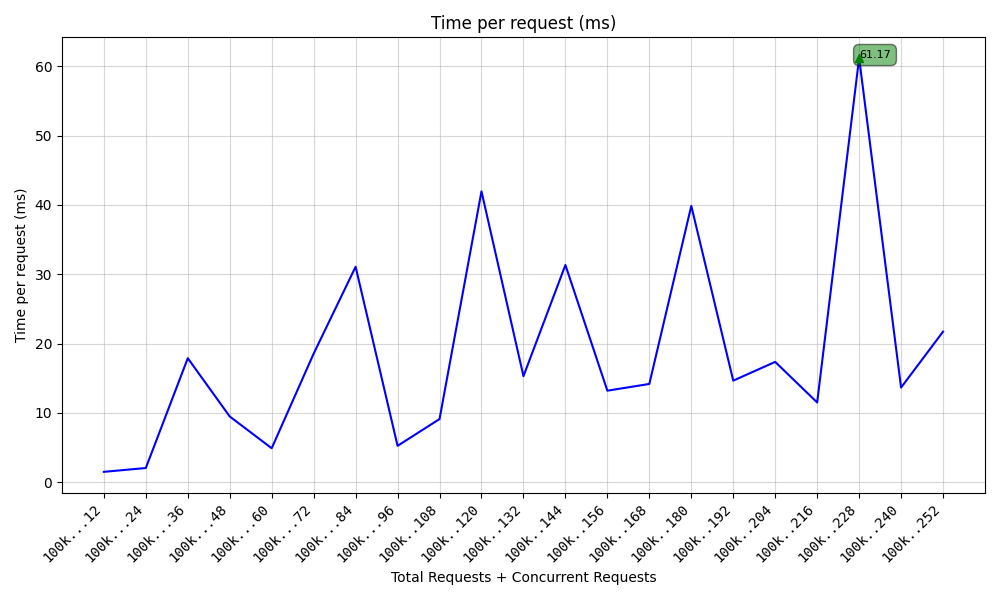 Time per request (ms)
61.17
Time per request (ms)
60
50
40
30
20
10
0
100k...12
100k...24
100k...36
100k...48
100k...60
100k...72
100k...84
100k...96
100k..108
100k..120
100k..132
100k..144
100k..156
100k..168
100k..180
100k..192
100k..204
100k..216
100k..228
100k..240
100k..252
Total Requests + Concurrent Requests